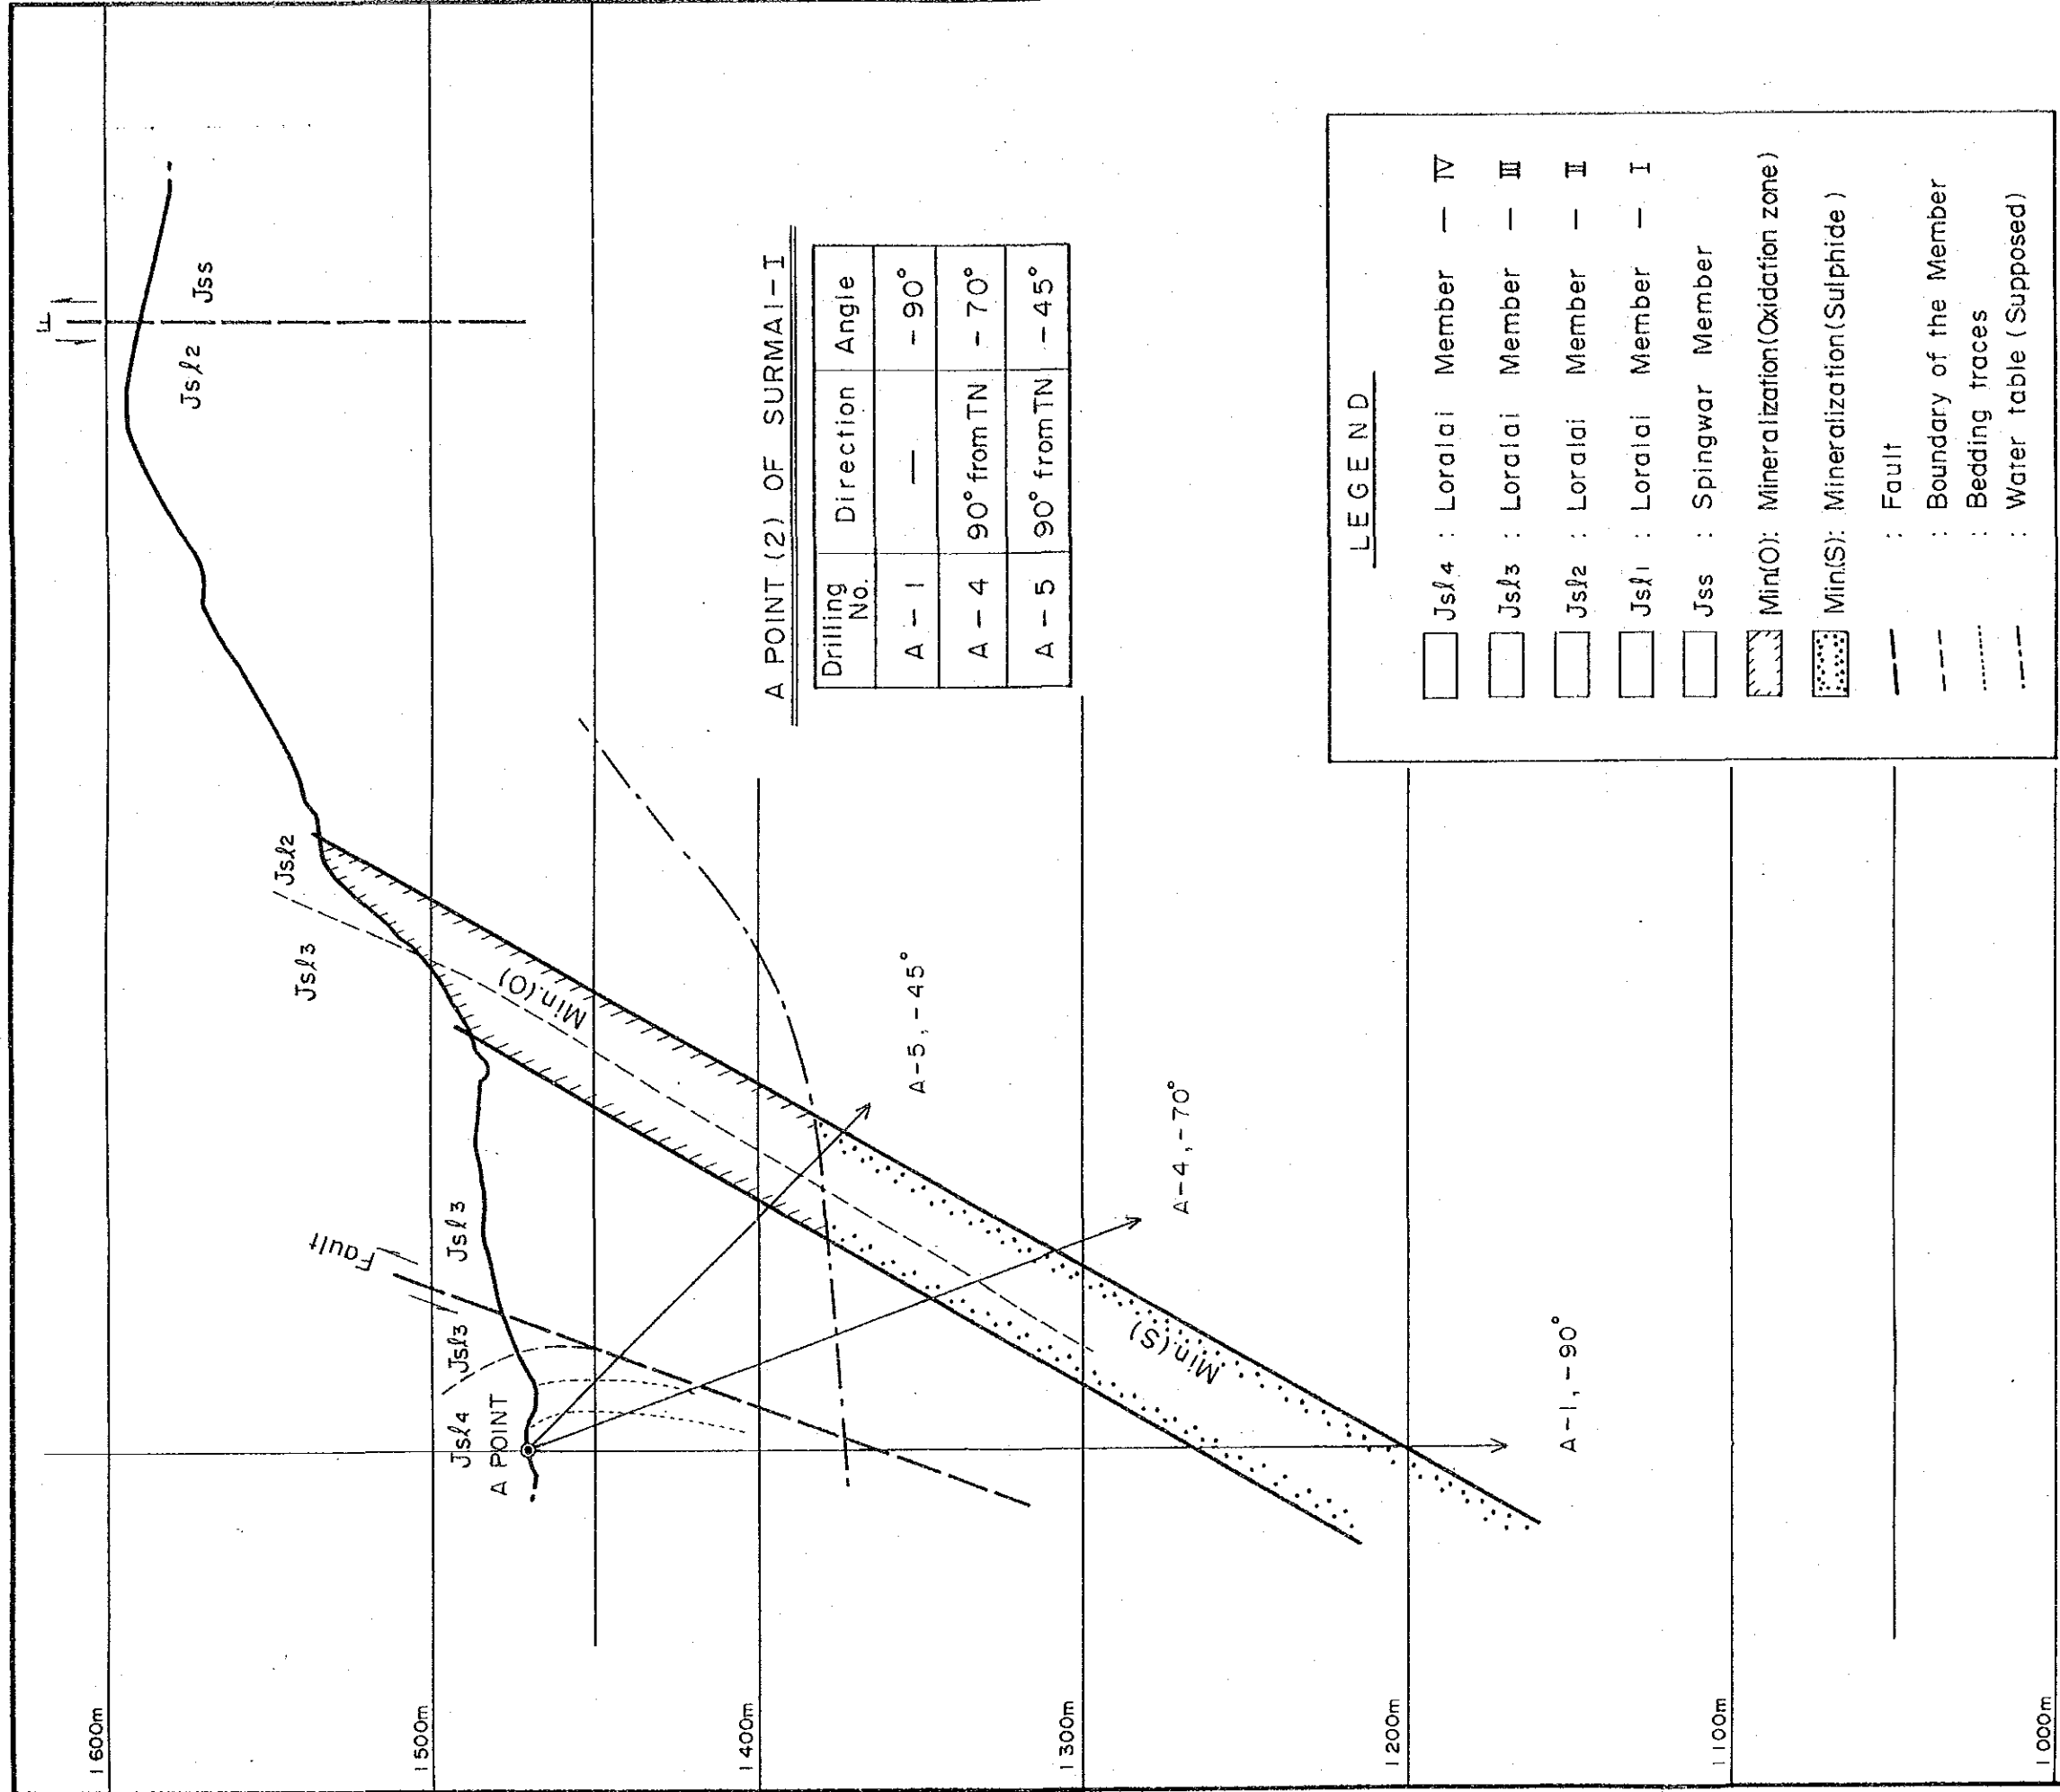 1600m
1500m
1400m
1300m
1200m
1100m
1000m
F
Jsl2
Jss
Jsl3
Jsl2
Fault
Jsl4
Jsl3
Jsl3
A POINT
Min.(O)
Min.(S)
A-5,-45°
A-4,-70°
A-1,-90°
A POINT (2) OF SURMAI-I
Drilling No. Direction Angle
A-1 — -90°
A-4 90° from TN -70°
A-5 90° from TN -45°
LEGEND
Jsl4 : Loralai Member — IV
Jsl3 : Loralai Member — III
Jsl2 : Loralai Member — II
Jsl1 : Loralai Member — I
Jss : Spingwar Member
Min(O): Mineralization(Oxidation zone)
Min.(S): Mineralization(Sulphide)
: Fault
: Boundary of the Member
: Bedding traces
: Water table (Supposed)